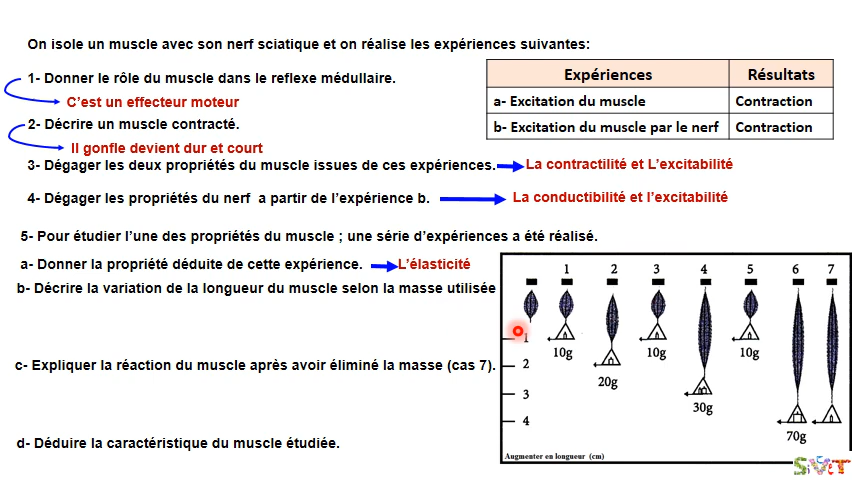 On isole un muscle avec son nerf sciatique et on réalise les expériences suivantes:
Expériences Résultats
a- Excitation du muscle Contraction
b- Excitation du muscle par le nerf Contraction
1- Donner le rôle du muscle dans le reflexe médullaire.
C'est un effecteur moteur
2- Décrire un muscle contracté.
Il gonfle devient dur et court
3- Dégager les deux propriétés du muscle issues de ces expériences. La contractilité et L'excitabilité
4- Dégager les propriétés du nerf a partir de l'expérience b. La conductibilité et l'excitabilité
5- Pour étudier l'une des propriétés du muscle ; une série d'expériences a été réalisé.
a- Donner la propriété déduite de cette expérience. L'élasticité
b- Décrire la variation de la longueur du muscle selon la masse utilisée
c- Expliquer la réaction du muscle après avoir éliminé la masse (cas 7).
d- Déduire la caractéristique du muscle étudiée.
1 2 3 4 5 6 7
1
10g 10g 10g
2
20g
3
30g
4
70g
Augmenter en longueur (cm)
SVT